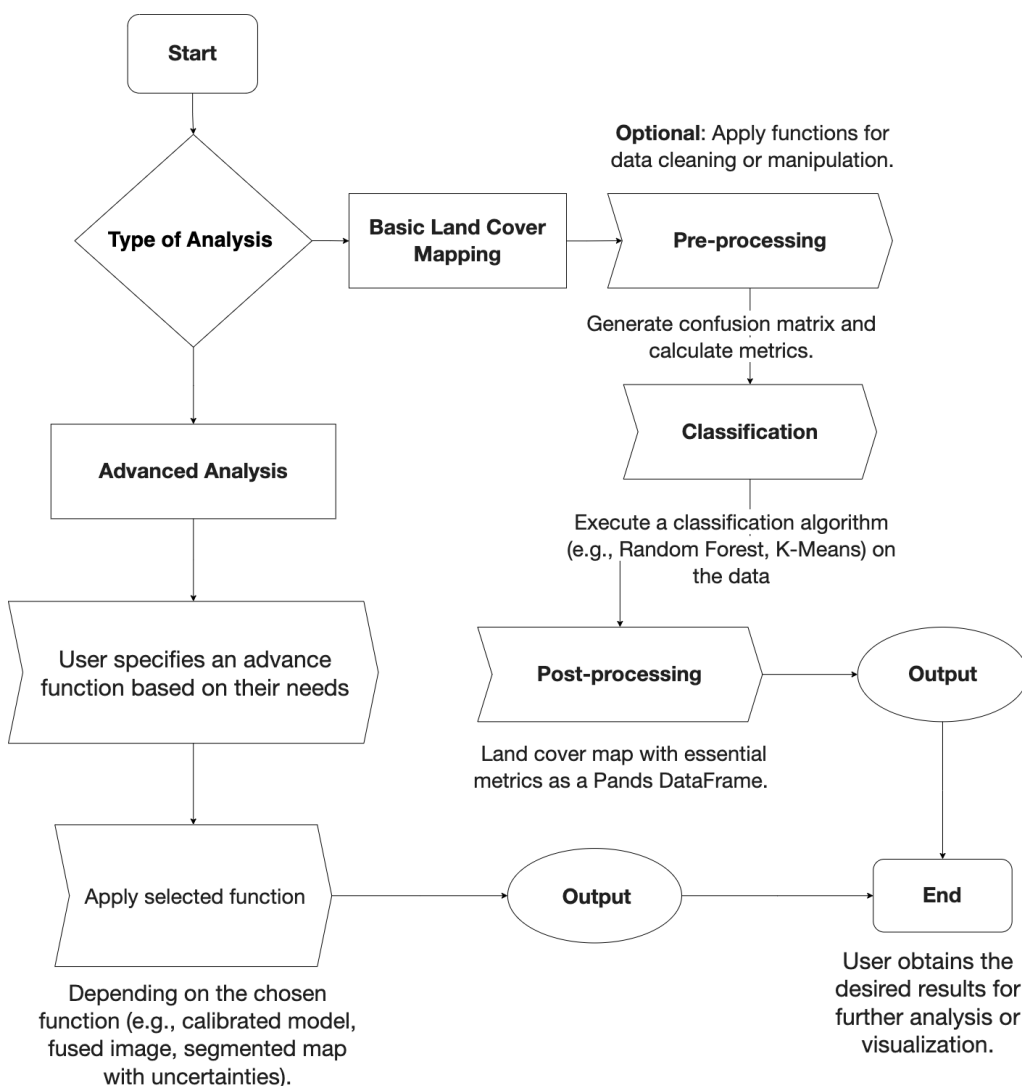 Start
Optional: Apply functions for
data cleaning or manipulation.
Type of Analysis
Basic Land Cover
Mapping
Pre-processing
Generate confusion matrix and
calculate metrics.
Classification
Advanced Analysis
Execute a classification algorithm
(e.g., Random Forest, K-Means) on
the data
User specifies an advance
function based on their needs
Post-processing
Output
Land cover map with essential
metrics as a Pands DataFrame.
Apply selected function
Output
End
Depending on the chosen
function (e.g., calibrated model,
fused image, segmented map
with uncertainties).
User obtains the
desired results for
further analysis or
visualization.